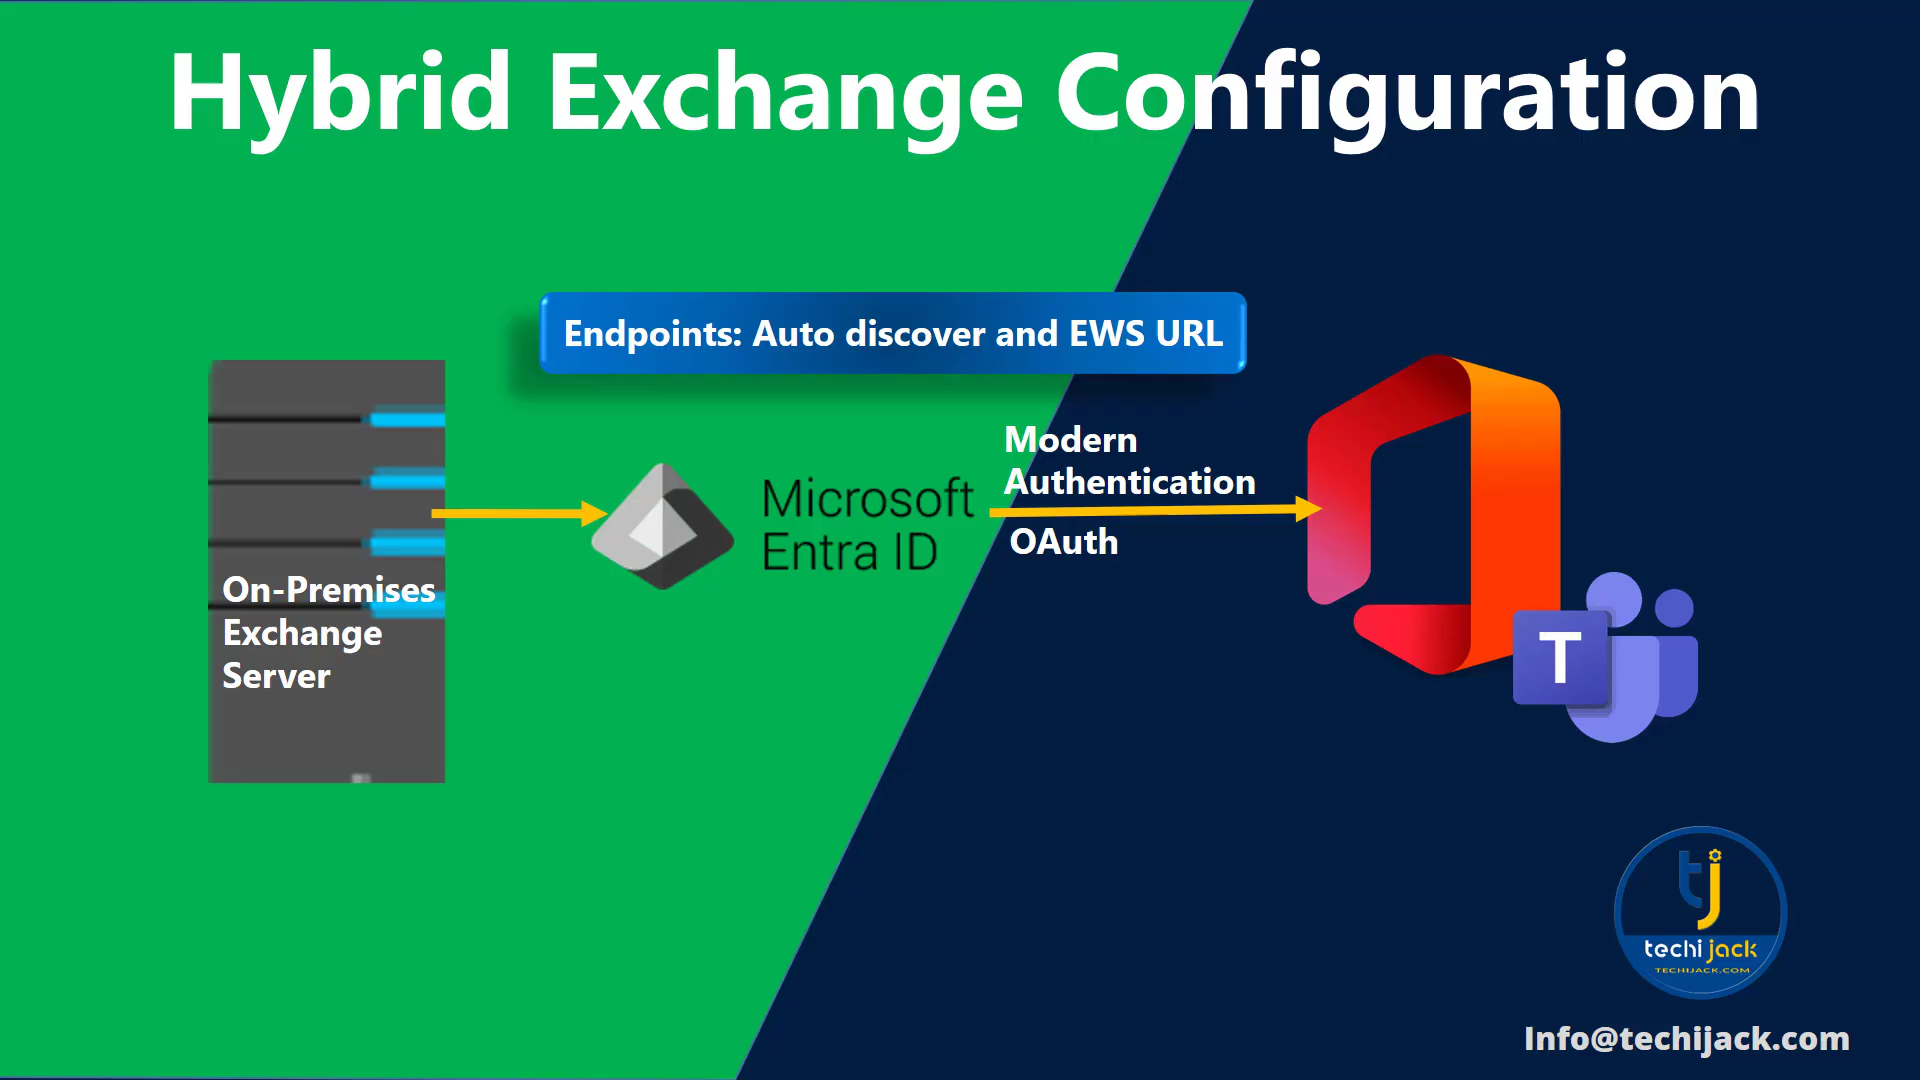 Hybrid Exchange Configuration
Endpoints: Auto discover and EWS URL
On-Premises
Exchange
Server
Microsoft
Entra ID
Modern
Authentication
OAuth
T
tj
techi jack
TECHIJACK.COM
Info@techijack.com